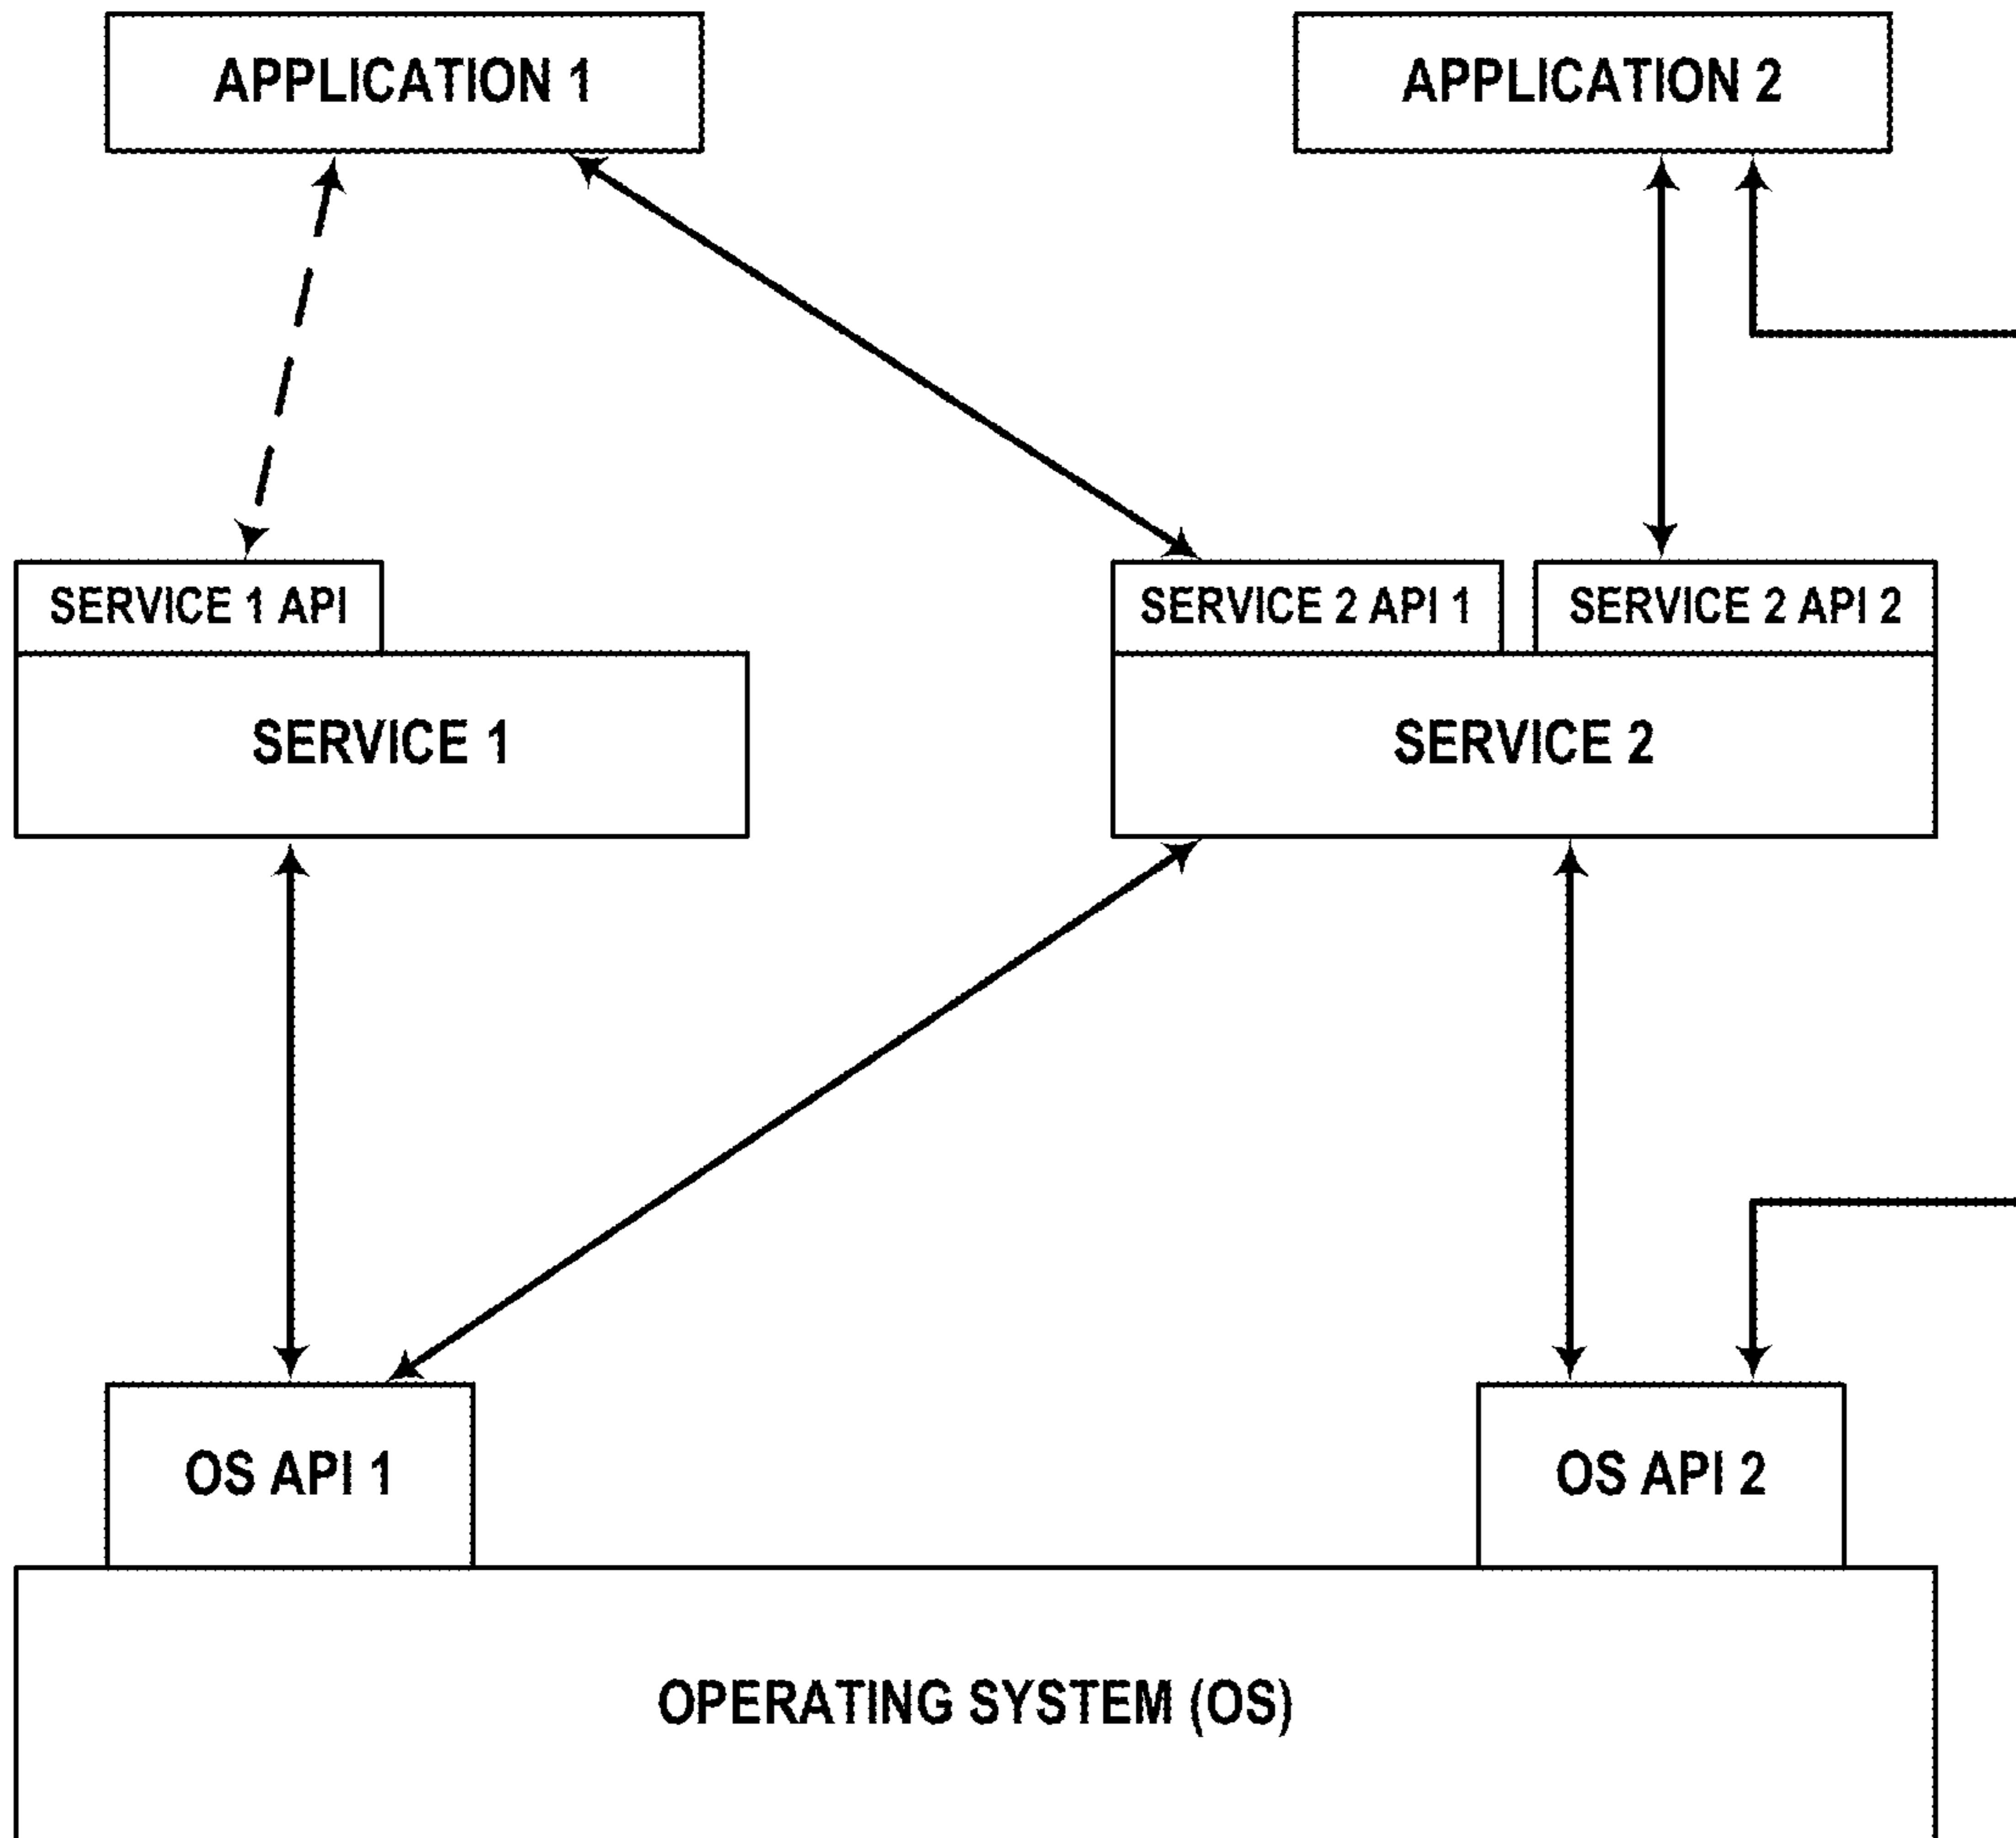 APPLICATION 1
APPLICATION 2
SERVICE 1 API
SERVICE 2 API 1
SERVICE 2 API 2
SERVICE 1
SERVICE 2
OS API 1
OS API 2
OPERATING SYSTEM (OS)